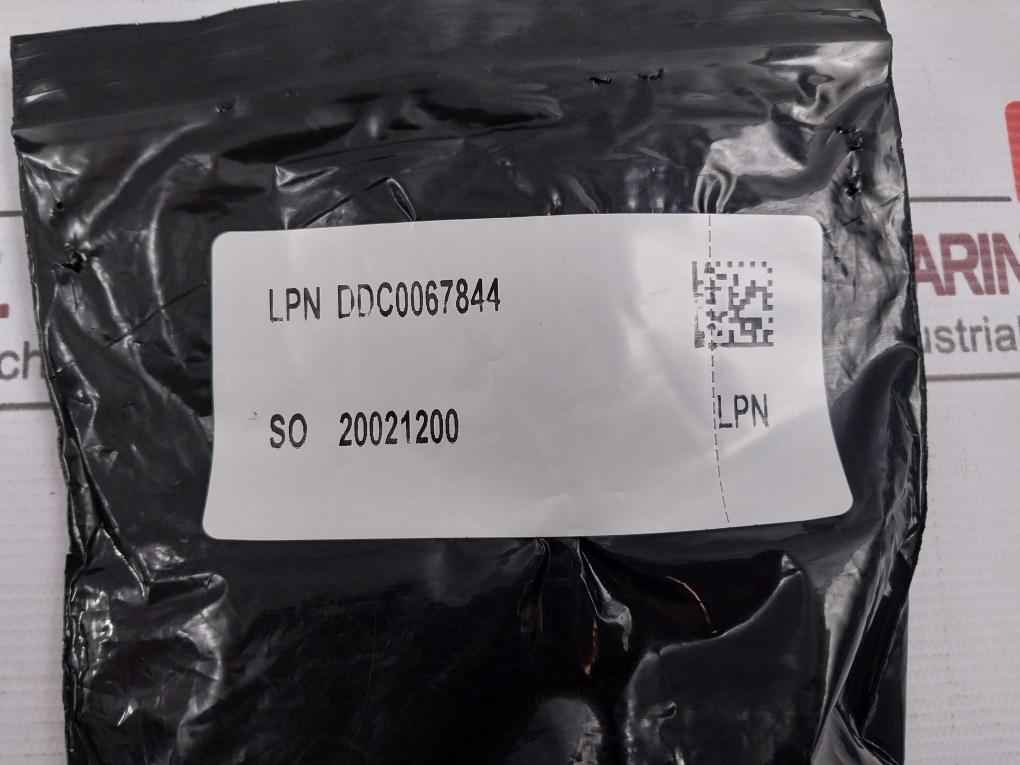 LPN DDC0067844
SO 20021200
LPN
ARIN
ustrial
ch